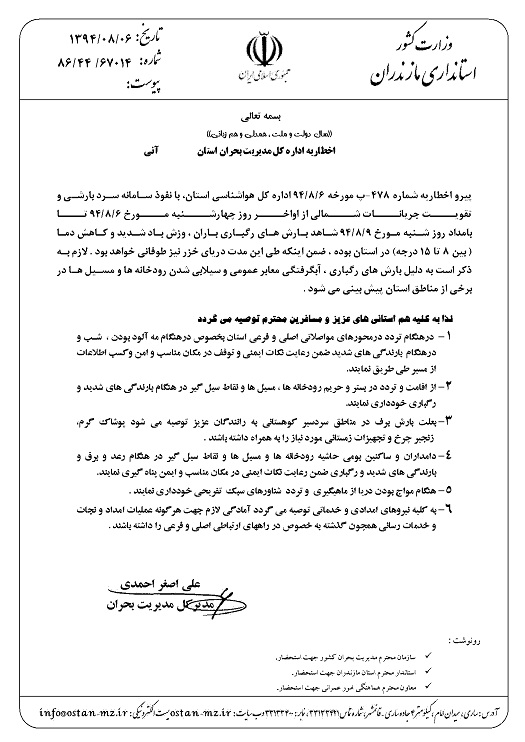 وزارت کشور
استانداری مازندران
جمهوری اسلامی ایران
تاریخ: ۱۳۹۴/۰۸/۰۶
شماره: ۸۶/۴۴ /۶۷۰۱۴
پیوست:
بسمه تعالی
((سال دولت و ملت ، همدلی و هم زبانی))
اخطاریه اداره کل مدیریت بحران استان آنی
پیرو اخطاریه شماره ۴۷۸-ب مورخه ۹۴/۸/۶ اداره کل هواشناسی استان، با نفوذ سامانه سرد بارشی و
تقویت جریانات شمالی از اواخر روز چهارشنبه مورخ ۹۴/۸/۶ تا
بامداد روز شنبه مورخ ۹۴/۸/۹ شاهد بارش های رگباری باران ، وزش باد شدید و کاهش دما
( بین ۸ تا ۱۵ درجه) در استان بوده ، ضمن اینکه طی این مدت دریای خزر نیز طوفانی خواهد بود . لازم به
ذکر است به دلیل بارش های رگباری ، آبگرفتگی معابر عمومی و سیلابی شدن رودخانه ها و مسیل ها در
برخی از مناطق استان پیش بینی می شود .
لذا به کلیه هم استانی های عزیز و مسافرین محترم توصیه می گردد
۱- درهنگام تردد درمحورهای مواصلاتی اصلی و فرعی استان بخصوص درهنگام مه آلود بودن ، شب و
درهنگام بارندگی های شدید ضمن رعایت نکات ایمنی و توقف در مکان مناسب و امن وکسب اطلاعات
از مسیر طی طریق نمایند.
۲- از اقامت و تردد در بستر و حریم رودخانه ها ، مسیل ها و نقاط سیل گیر در هنگام بارندگی های شدید و
رگباری خودداری نمایند.
۳- بعلت بارش برف در مناطق سردسیر کوهستانی به رانندگان عزیز توصیه می شود پوشاک گرم،
زنجیر چرخ و تجهیزات زمستانی مورد نیاز را به همراه داشته باشند .
۴- دامداران و ساکنین بومی حاشیه رودخانه ها و مسیل ها و نقاط سیل گیر در هنگام رعد و برق و
بارندگی های شدید و رگباری ضمن رعایت نکات ایمنی در مکان مناسب و ایمن پناه گیری نمایند.
۵- هنگام مواج بودن دریا از ماهیگیری و تردد شناورهای سبک تفریحی خودداری نمایند .
۶- به کلیه نیروهای امدادی و خدماتی توصیه می گردد آمادگی لازم جهت هرگونه عملیات امداد و نجات
و خدمات رسانی همچون گذشته به خصوص در راههای ارتباطی اصلی و فرعی را داشته باشند .
علی اصغر احمدی
مدیرکل مدیریت بحران
رونوشت :
✓ سازمان محترم مدیریت بحران کشور جهت استحضار.
✓ استاندار محترم استان مازندران جهت استحضار.
✓ معاون محترم هماهنگی امور عمرانی جهت استحضار.
آدرس: ساری، میدان امام، کیلومتر ۴ جاده ساری ـ قائمشهر، شماره تماس وب سایت: ostan-mz.ir پست الکترونیکی: info@ostan-mz.ir